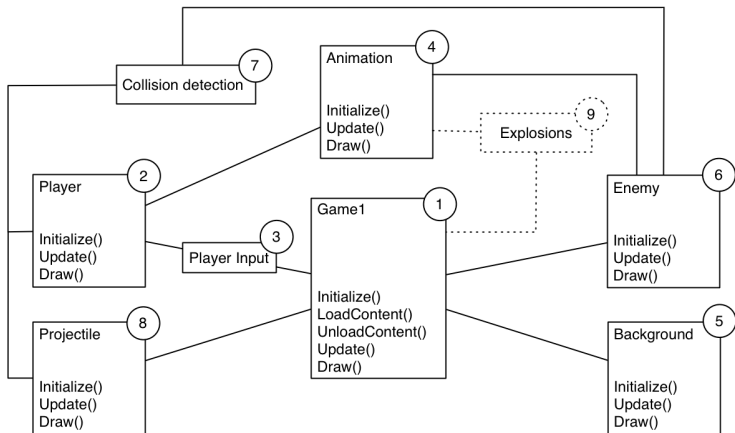 7
Collision detection
4
Animation
Initialize()
Update()
Draw()
9
Explosions
2
Player
Initialize()
Update()
Draw()
3
Player Input
1
Game1
Initialize()
LoadContent()
UnloadContent()
Update()
Draw()
6
Enemy
Initialize()
Update()
Draw()
8
Projectile
Initialize()
Update()
Draw()
5
Background
Initialize()
Update()
Draw()